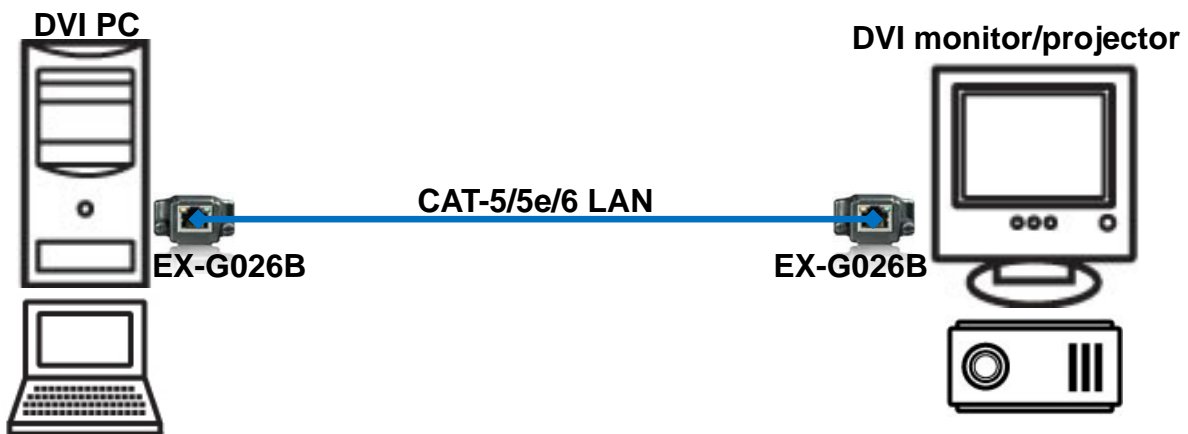 DVI PC
DVI monitor/projector
CAT-5/5e/6 LAN
EX-G026B
EX-G026B